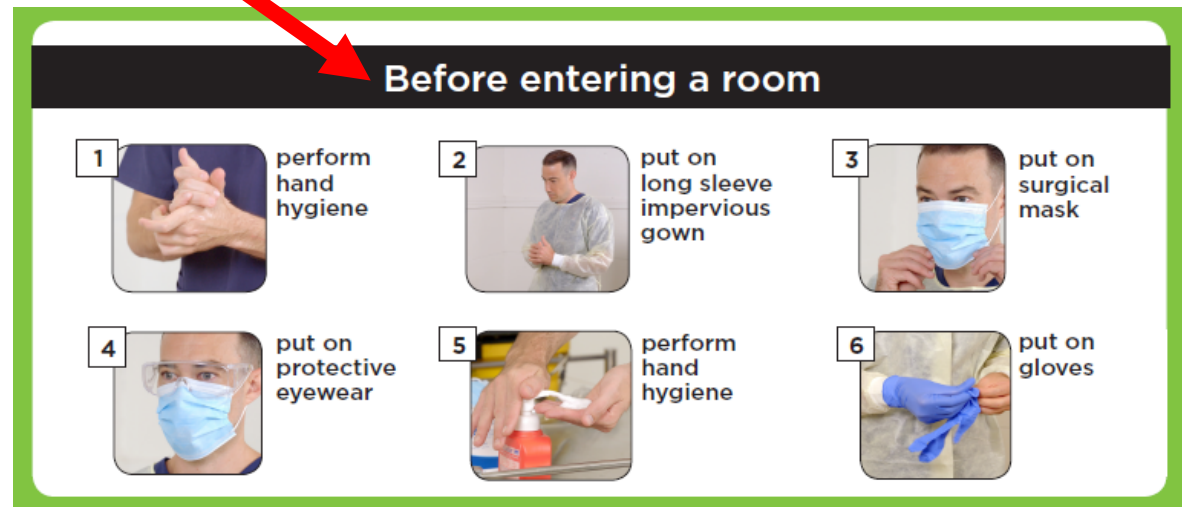 Before entering a room
1
perform
hand
hygiene
2
put on
long sleeve
impervious
gown
3
put on
surgical
mask
4
put on
protective
eyewear
5
perform
hand
hygiene
6
put on
gloves